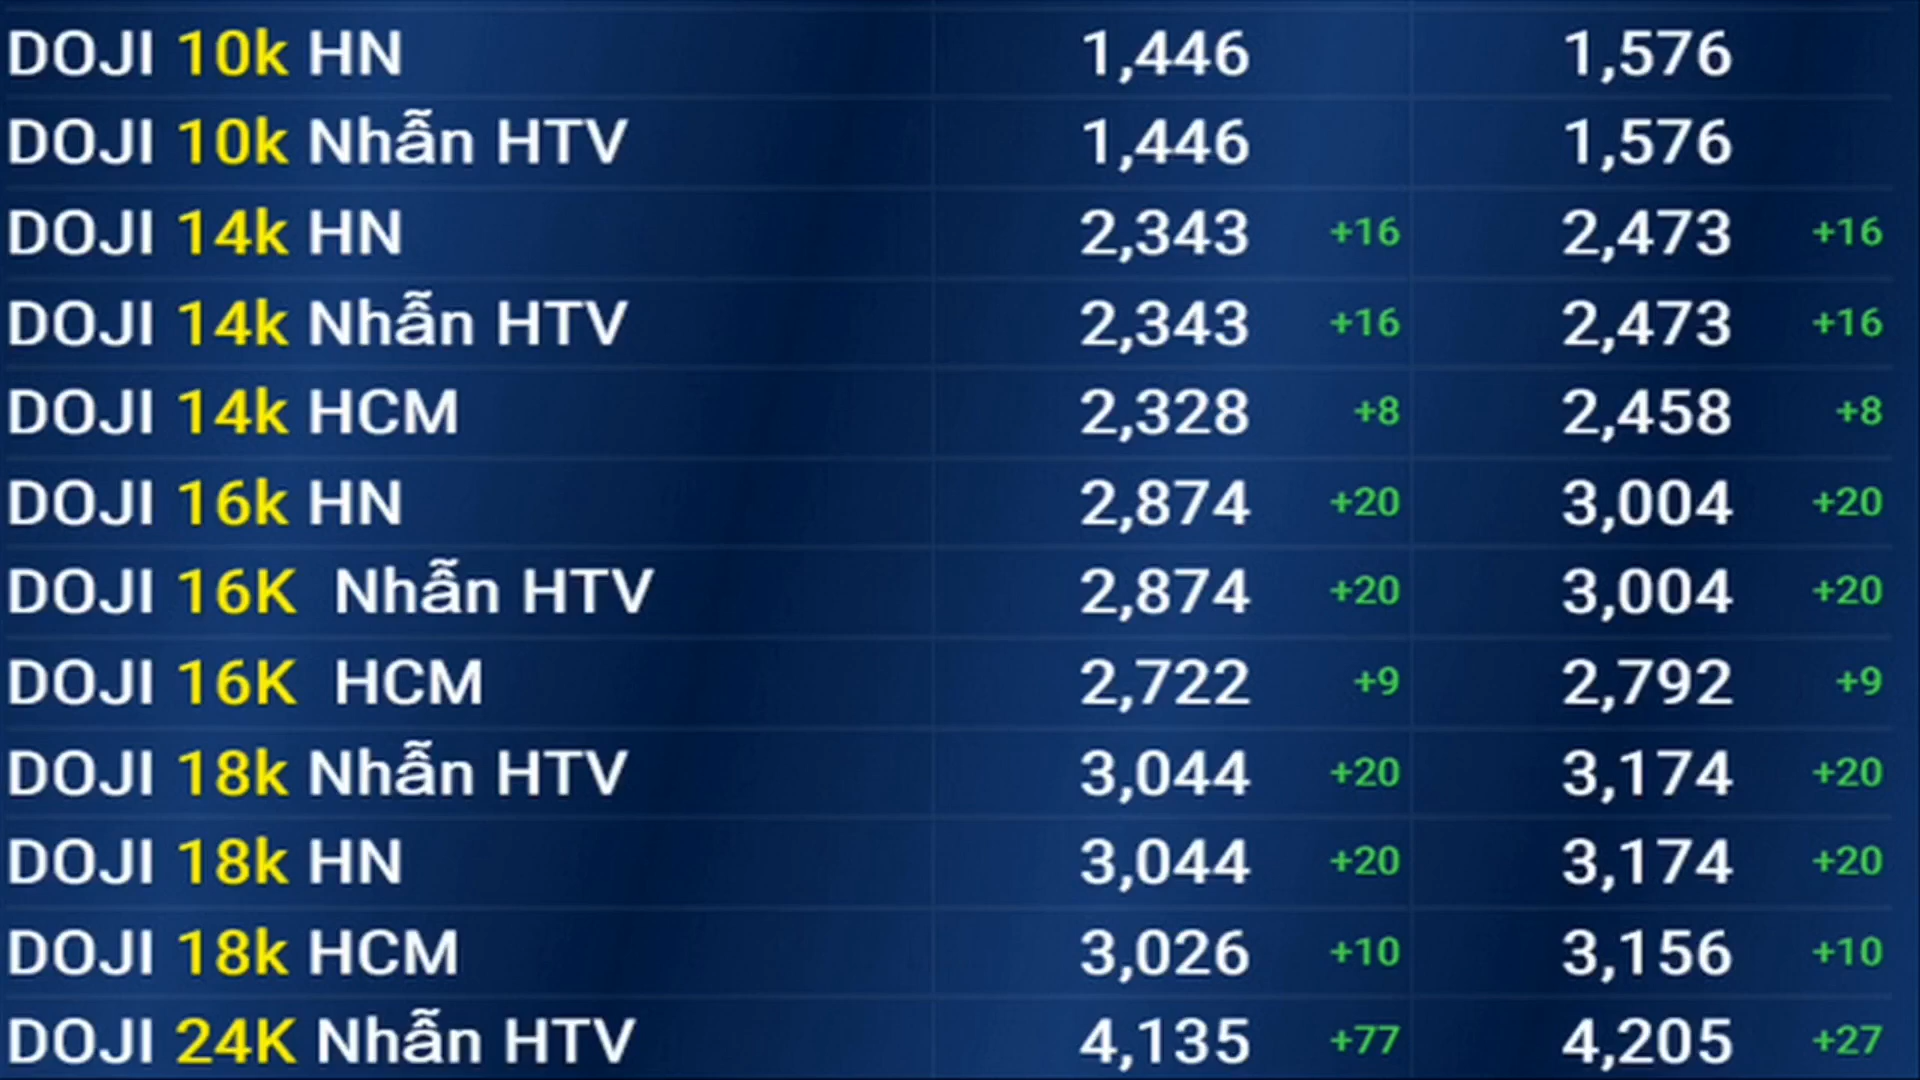 DOJI 10k HN 1,446 1,576
DOJI 10k Nhẫn HTV 1,446 1,576
DOJI 14k HN 2,343 +16 2,473 +16
DOJI 14k Nhẫn HTV 2,343 +16 2,473 +16
DOJI 14k HCM 2,328 +8 2,458 +8
DOJI 16k HN 2,874 +20 3,004 +20
DOJI 16K Nhẫn HTV 2,874 +20 3,004 +20
DOJI 16K HCM 2,722 +9 2,792 +9
DOJI 18k Nhẫn HTV 3,044 +20 3,174 +20
DOJI 18k HN 3,044 +20 3,174 +20
DOJI 18k HCM 3,026 +10 3,156 +10
DOJI 24K Nhẫn HTV 4,135 +77 4,205 +27